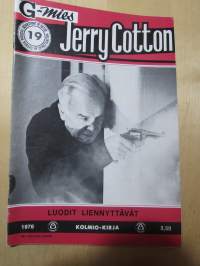 G-mies
19
Jerry Cotton
LUODIT LIENNYTTÄVÄT
1978 KOLMIO-KIRJA 3,50